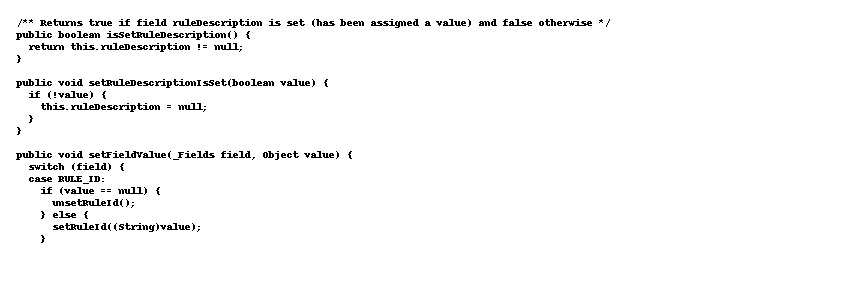 /** Returns true if field ruleDescription is set (has been assigned a value) and false otherwise */
public boolean isSetRuleDescription() {
return this.ruleDescription != null;
}
public void setRuleDescriptionIsSet(boolean value) {
if (!value) {
this.ruleDescription = null;
}
}
public void setFieldValue(_Fields field, Object value) {
switch (field) {
case RULE_ID:
if (value == null) {
unsetRuleId();
} else {
setRuleId((String)value);
}